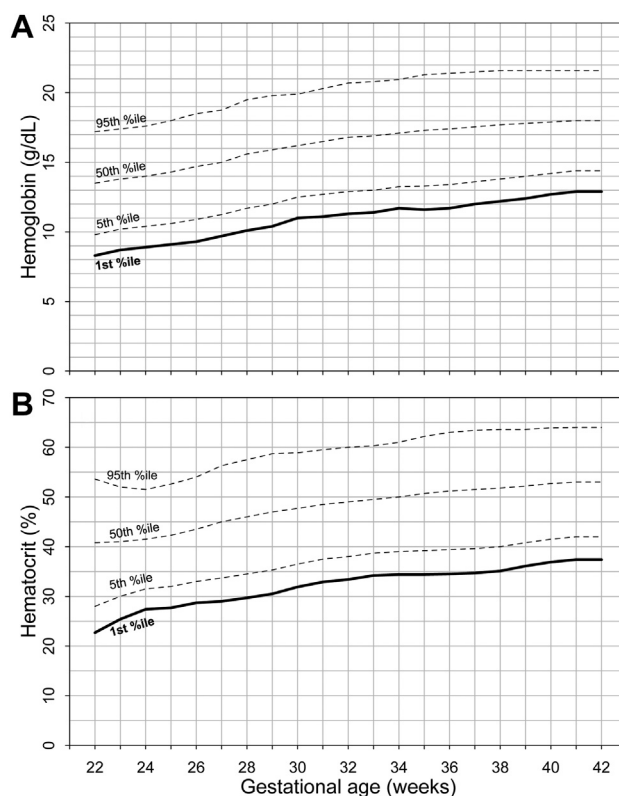 A
25
20
15
10
5
0
Hemoglobin (g/dL)
95th %ile
50th %ile
5th %ile
1st %ile
B
70
60
50
40
30
20
10
0
Hematocrit (%)
95th %ile
50th %ile
5th %ile
1st %ile
22 24 26 28 30 32 34 36 38 40 42
Gestational age (weeks)